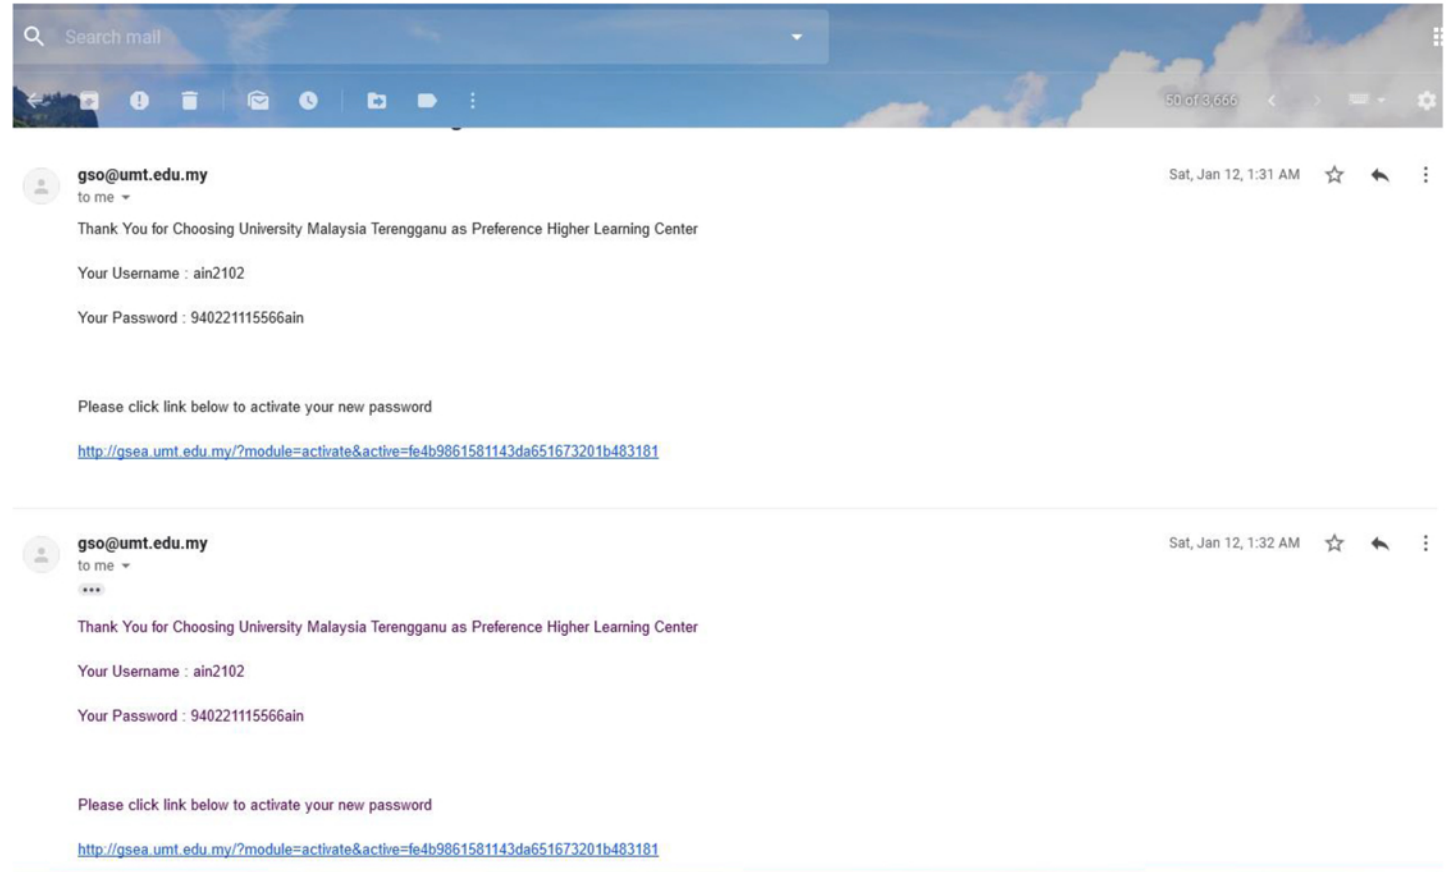 Search mail
50 of 3,666
gso@umt.edu.my
Sat, Jan 12, 1:31 AM
to me
Thank You for Choosing University Malaysia Terengganu as Preference Higher Learning Center
Your Username : ain2102
Your Password : 940221115566ain
Please click link below to activate your new password
http://gsea.umt.edu.my/?module=activate&active=fe4b9861581143da651673201b483181
gso@umt.edu.my
Sat, Jan 12, 1:32 AM
to me
Thank You for Choosing University Malaysia Terengganu as Preference Higher Learning Center
Your Username : ain2102
Your Password : 940221115566ain
Please click link below to activate your new password
http://gsea.umt.edu.my/?module=activate&active=fe4b9861581143da651673201b483181